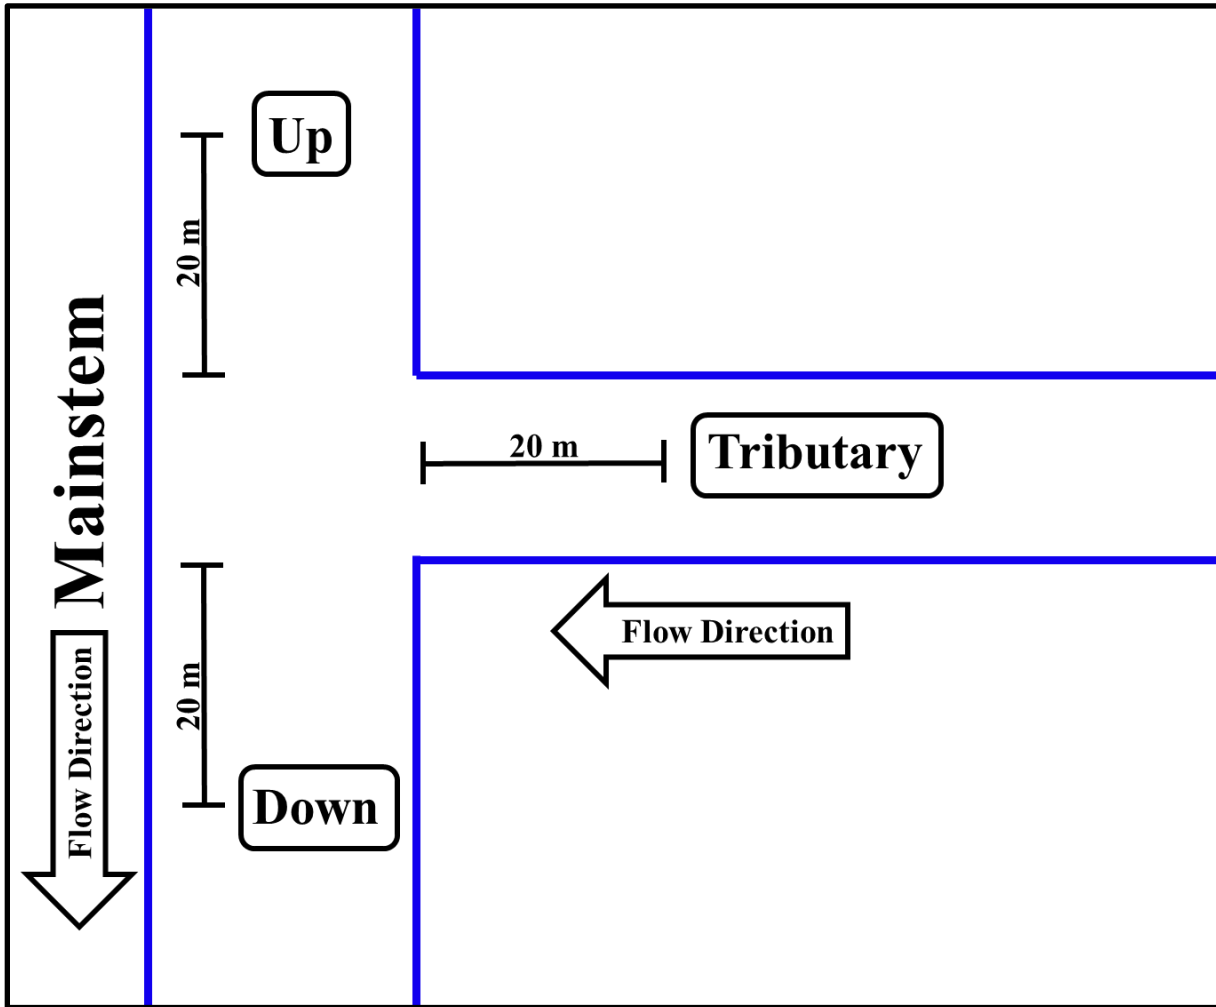 Up
20 m
Mainstem
20 m
Tributary
Flow Direction
20 m
Flow Direction
Down